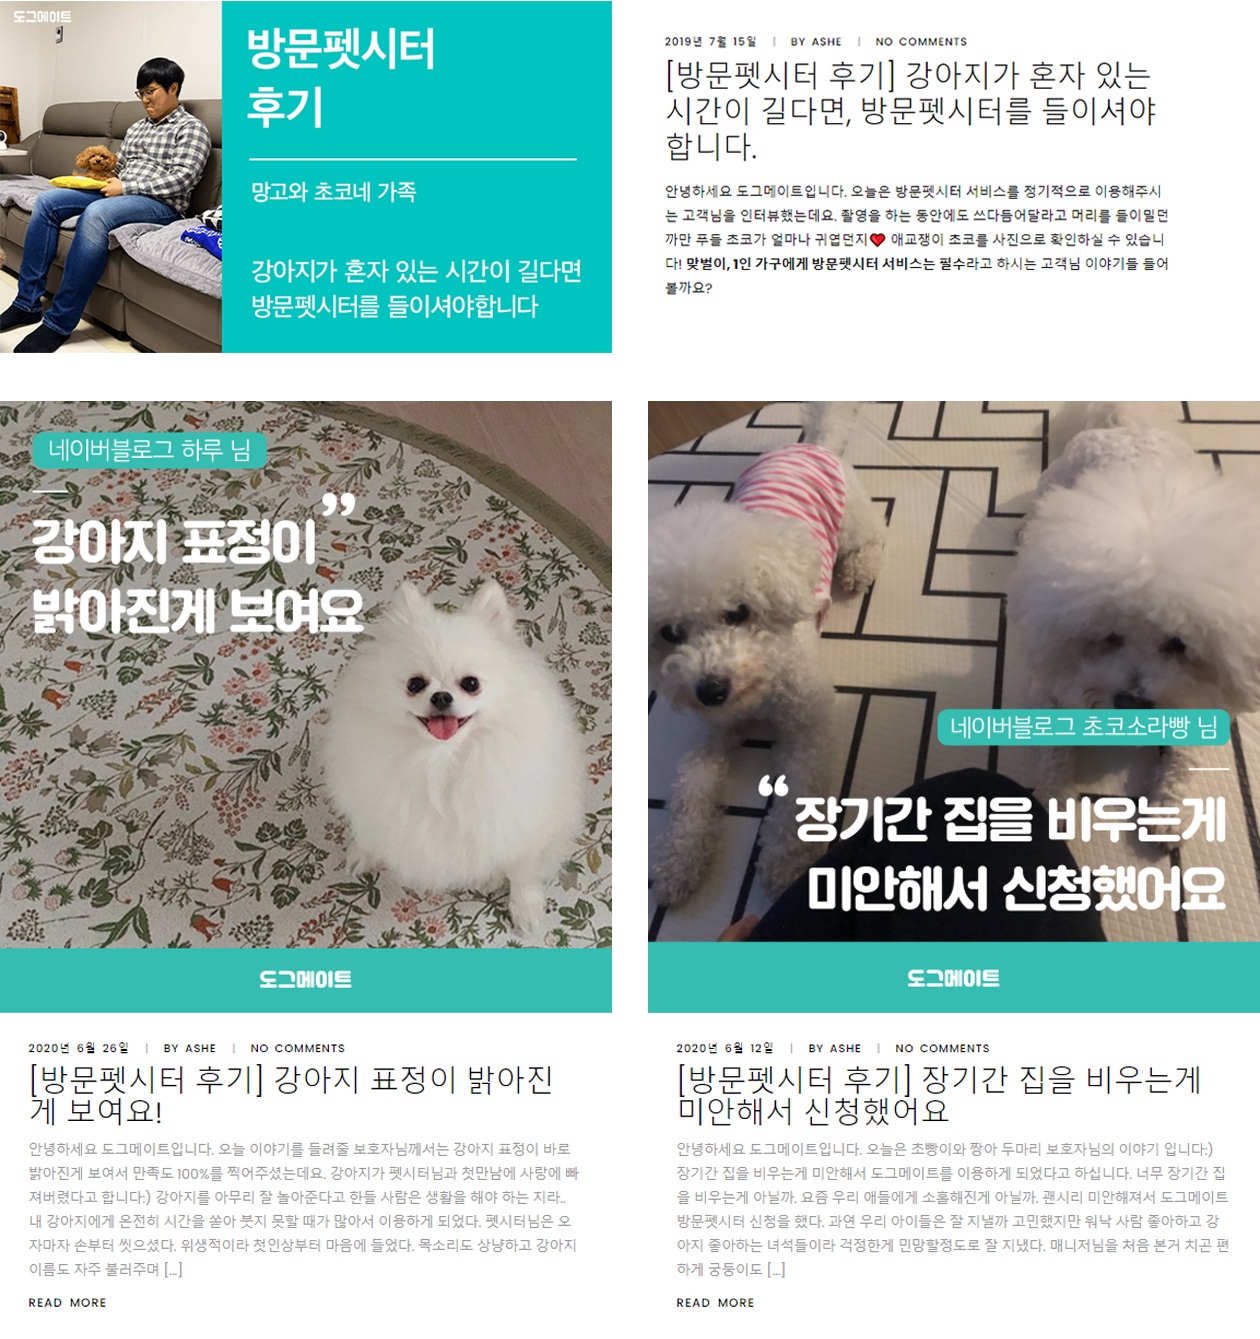 도그메이트
방문펫시터
후기
망고와 초코네 가족
강아지가 혼자 있는 시간이 길다면
방문펫시터를 들이셔야합니다
2019년 7월 15일 | BY ASHE | NO COMMENTS
[방문펫시터 후기] 강아지가 혼자 있는
시간이 길다면, 방문펫시터를 들이셔야
합니다.
안녕하세요 도그메이트입니다. 오늘은 방문펫시터 서비스를 정기적으로 이용해주시
는 고객님을 인터뷰했는데요. 촬영을 하는 동안에도 쓰다듬어달라고 머리를 들이밀던
까만 푸들 초코가 얼마나 귀엽던지❤ 애교쟁이 초코를 사진으로 확인하실 수 있습니
다! 맞벌이, 1인 가구에게 방문펫시터 서비스는 필수라고 하시는 고객님 이야기를 들어
볼까요?
네이버블로그 하루 님
”
강아지 표정이
밝아진게 보여요
도그메이트
2020년 6월 26일 | BY ASHE | NO COMMENTS
[방문펫시터 후기] 강아지 표정이 밝아진
게 보여요!
안녕하세요 도그메이트입니다. 오늘 이야기를 들려줄 보호자님께서는 강아지 표정이 바로
밝아진게 보여서 만족도 100%를 찍어주셨는데요. 강아지가 펫시터님과 첫만남에 사랑에 빠
져버렸다고 합니다:) 강아지를 아무리 잘 놀아준다고 한들 사람은 생활을 해야 하는 지라..
내 강아지에게 온전히 시간을 쏟아 붓지 못할 때가 많아서 이용하게 되었다. 펫시터님은 오
자마자 손부터 씻으셨다. 위생적이라 첫인상부터 마음에 들었다. 목소리도 상냥하고 강아지
이름도 자주 불러주며 [...]
READ MORE
네이버블로그 초코소라빵 님
“ 장기간 집을 비우는게
미안해서 신청했어요
도그메이트
2020년 6월 12일 | BY ASHE | NO COMMENTS
[방문펫시터 후기] 장기간 집을 비우는게
미안해서 신청했어요
안녕하세요 도그메이트입니다. 오늘은 초빵이와 짱아 두마리 보호자님의 이야기 입니다:)
장기간 집을 비우는게 미안해서 도그메이트를 이용하게 되었다고 하십니다. 너무 장기간 집
을 비우는게 아닐까. 요즘 우리 애들에게 소홀해진게 아닐까. 괜시리 미안해져서 도그메이트
방문펫시터 신청을 했다. 과연 우리 아이들은 잘 지낼까 고민했지만 워낙 사람 좋아하고 강
아지 좋아하는 녀석들이라 걱정한게 민망할정도로 잘 지냈다. 매니저님을 처음 본거 치곤 편
하게 궁둥이도 [...]
READ MORE